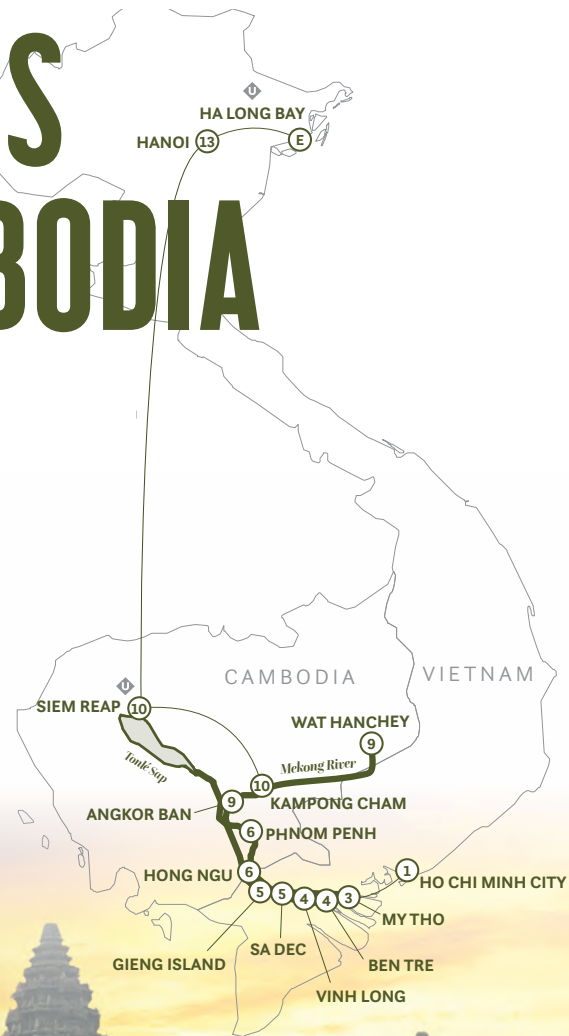 S
BODIA
U
HA LONG BAY
HANOI 13
E
U
CAMBODIA
VIETNAM
SIEM REAP 10
WAT HANCHEY
9
Tonlé Sap
Mekong River
10
KAMPONG CHAM
9
ANGKOR BAN
6 PHNOM PENH
HONG NGU 6
1
HO CHI MINH CITY
5 5 4 4 3
MY THO
SA DEC
GIENG ISLAND
BEN TRE
VINH LONG